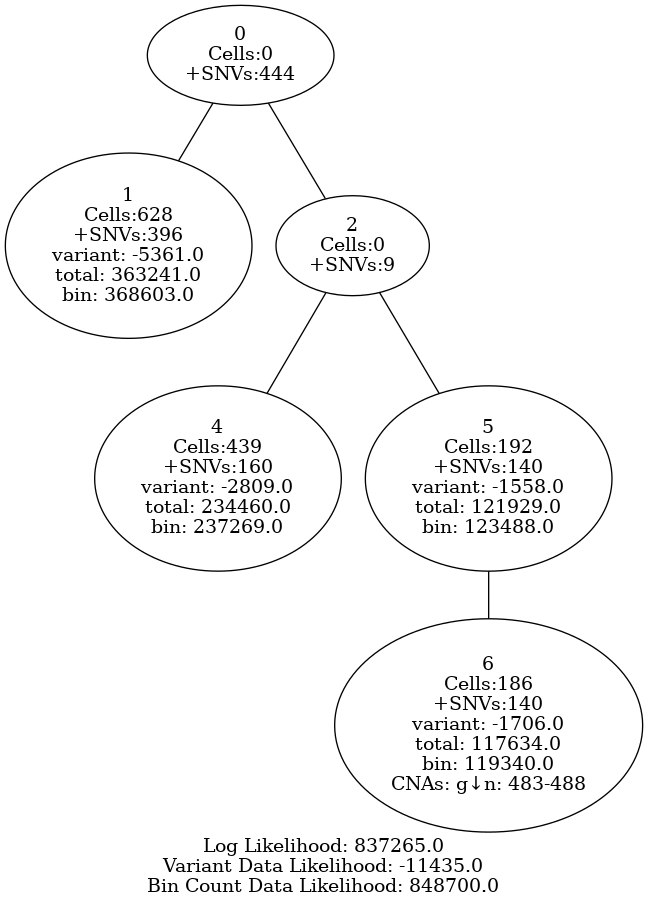 0
Cells:0
+SNVs:444
1
Cells:628
+SNVs:396
variant: -5361.0
total: 363241.0
bin: 368603.0
2
Cells:0
+SNVs:9
4
Cells:439
+SNVs:160
variant: -2809.0
total: 234460.0
bin: 237269.0
5
Cells:192
+SNVs:140
variant: -1558.0
total: 121929.0
bin: 123488.0
6
Cells:186
+SNVs:140
variant: -1706.0
total: 117634.0
bin: 119340.0
CNAs: g↓n: 483-488
Log Likelihood: 837265.0
Variant Data Likelihood: -11435.0
Bin Count Data Likelihood: 848700.0